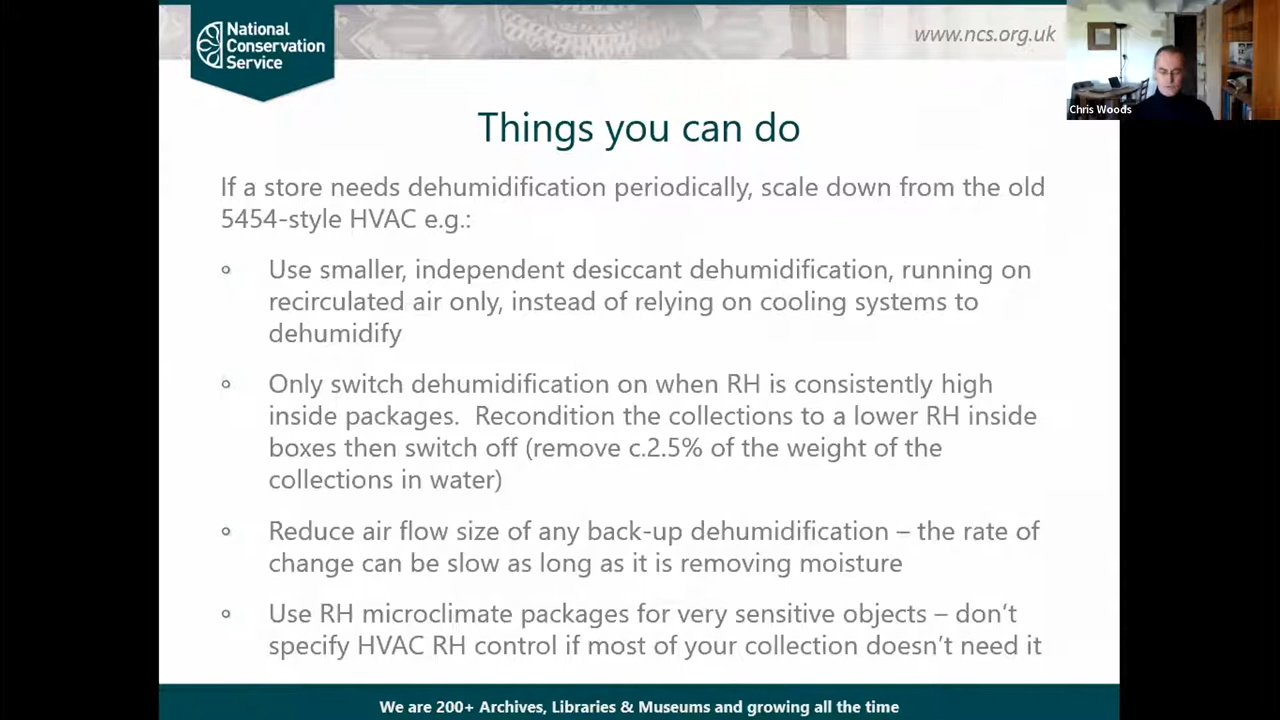 National
Conservation
Service
www.ncs.org.uk
Chris Woods
Things you can do
If a store needs dehumidification periodically, scale down from the old
5454-style HVAC e.g.:
Use smaller, independent desiccant dehumidification, running on
recirculated air only, instead of relying on cooling systems to
dehumidify
Only switch dehumidification on when RH is consistently high
inside packages.  Recondition the collections to a lower RH inside
boxes then switch off (remove c.2.5% of the weight of the
collections in water)
Reduce air flow size of any back-up dehumidification – the rate of
change can be slow as long as it is removing moisture
Use RH microclimate packages for very sensitive objects – don't
specify HVAC RH control if most of your collection doesn't need it
We are 200+ Archives, Libraries & Museums and growing all the time